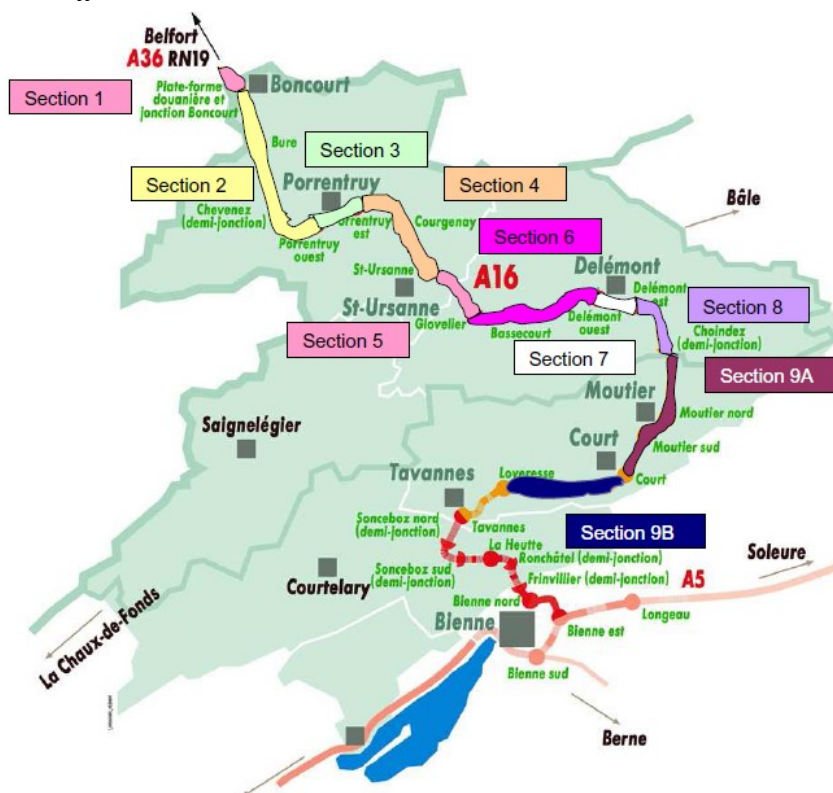 Belfort
A36 RN19
Boncourt
Section 1
Plate-forme
douanière et
jonction Boncourt
Bure
Section 3
Section 2
Porrentruy
Section 4
Chevenez
(demi-jonction)
Porrentruy
est
Porrentruy
ouest
Courgenay
Bâle
Section 6
St-Ursanne
A16
Delémont
St-Ursanne
Delémont
est
Section 8
Glovelier
Section 5
Bassecourt
Delémont
ouest
Choindez
(demi-jonction)
Section 7
Section 9A
Moutier
Moutier nord
Saignelégier
Moutier sud
Court
Loveresse
Court
Tavannes
Sonceboz nord
(demi-jonction)
Tavannes
Section 9B
La Heutte
Ronchâtel (demi-jonction)
Soleure
Sonceboz sud
(demi-jonction)
Frinvillier (demi-jonction)
A5
Courtelary
Bienne nord
Longeau
La Chaux-de-Fonds
Bienne
Bienne est
Bienne sud
Berne